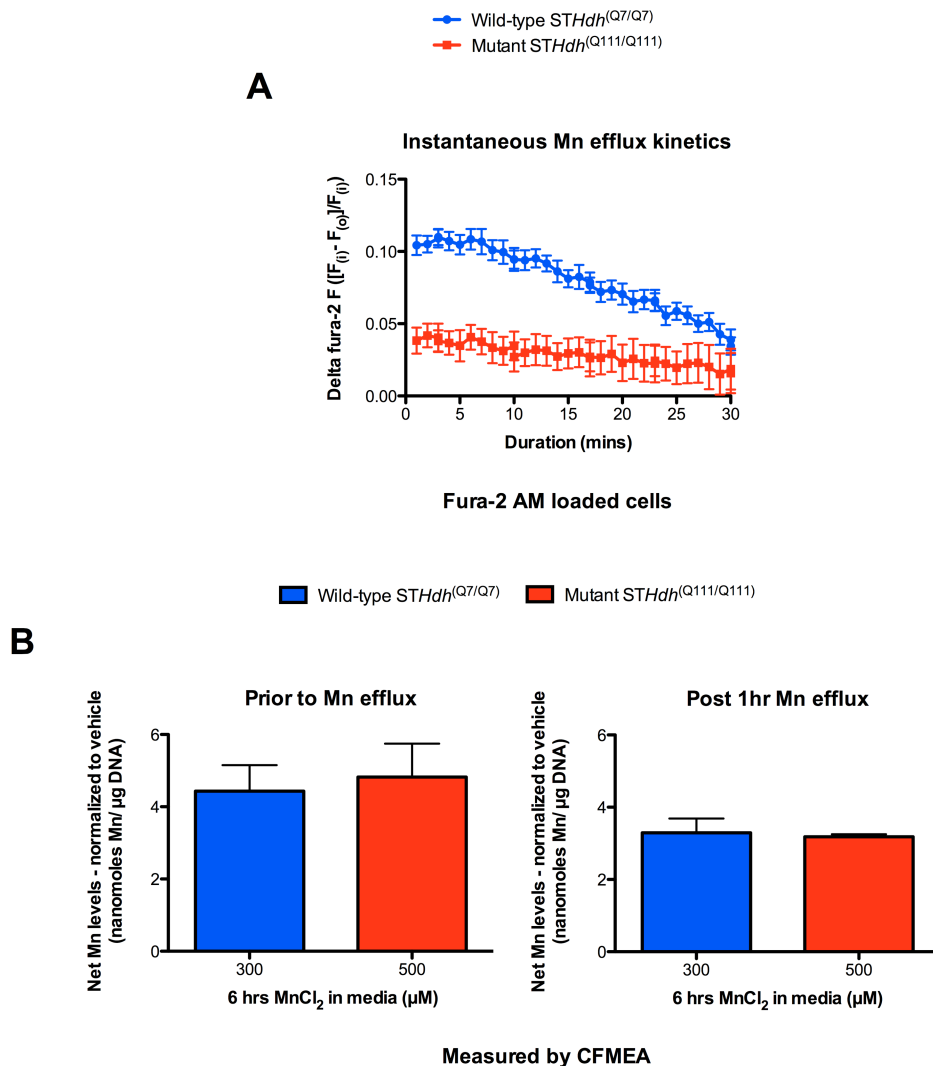 Wild-type STHdh(Q7/Q7)
Mutant STHdh(Q111/Q111)
A
Instantaneous Mn efflux kinetics
Delta fura-2 F ([F(i)- F(o)]/F(i))
0.15
0.10
0.05
0.00
0 5 10 15 20 25 30
Duration (mins)
Fura-2 AM loaded cells
Wild-type STHdh(Q7/Q7) Mutant STHdh(Q111/Q111)
B
Prior to Mn efflux
Net Mn levels - normalized to vehicle
(nanomoles Mn/ µg DNA)
6
4
2
0
300 500
6 hrs MnCl2 in media (µM)
Post 1hr Mn efflux
Net Mn levels - normalized to vehicle
(nanomoles Mn/ µg DNA)
6
4
2
0
300 500
6 hrs MnCl2 in media (µM)
Measured by CFMEA